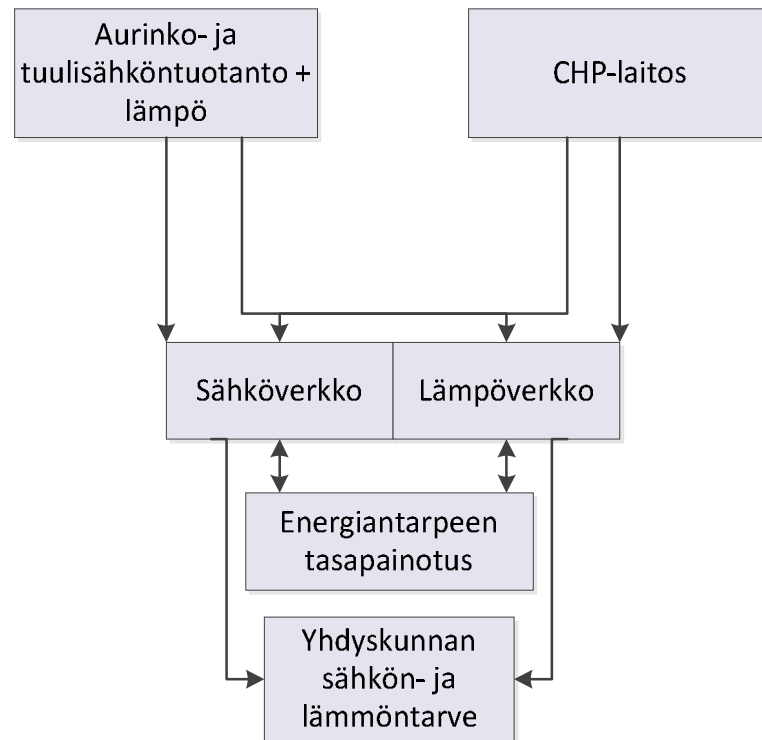 Aurinko- ja
tuulisähköntuotanto +
lämpö
CHP-laitos
Sähköverkko
Lämpöverkko
Energiantarpeen
tasapainotus
Yhdyskunnan
sähkön- ja
lämmöntarve